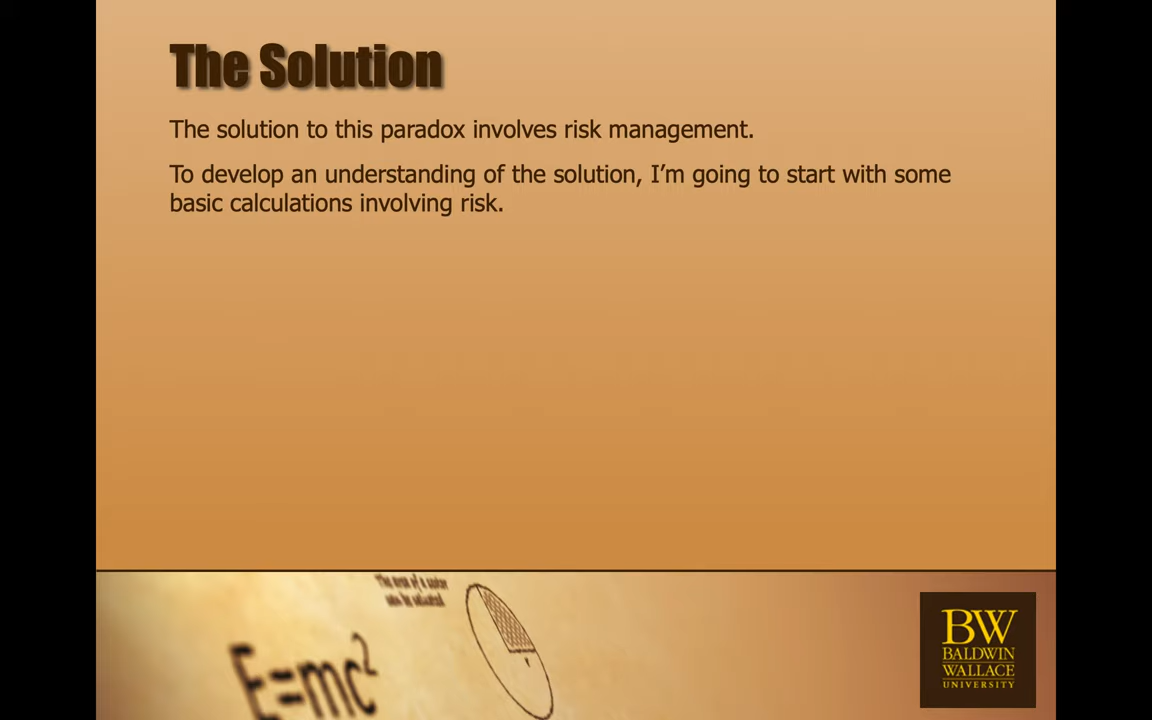 The Solution
The solution to this paradox involves risk management.
To develop an understanding of the solution, I’m going to start with some
basic calculations involving risk.
E=mc2
BW
BALDWIN
WALLACE
UNIVERSITY